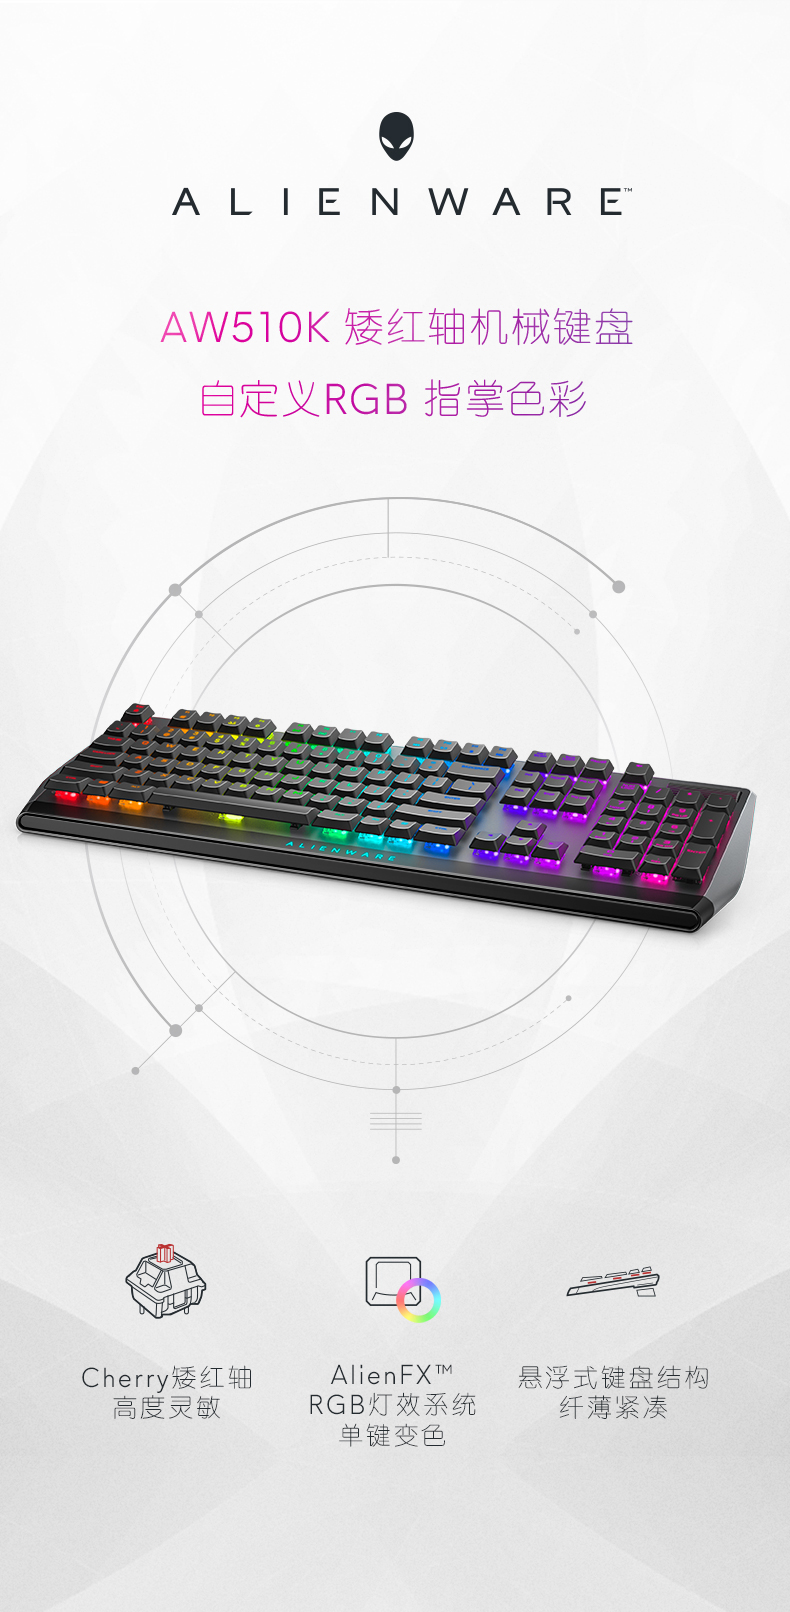 ALIENWARE™
AW510K 矮红轴机械键盘
自定义RGB 指掌色彩
ALIENWARE
Cherry矮红轴
高度灵敏
AlienFX™
RGB灯效系统
单键变色
悬浮式键盘结构
纤薄紧凑